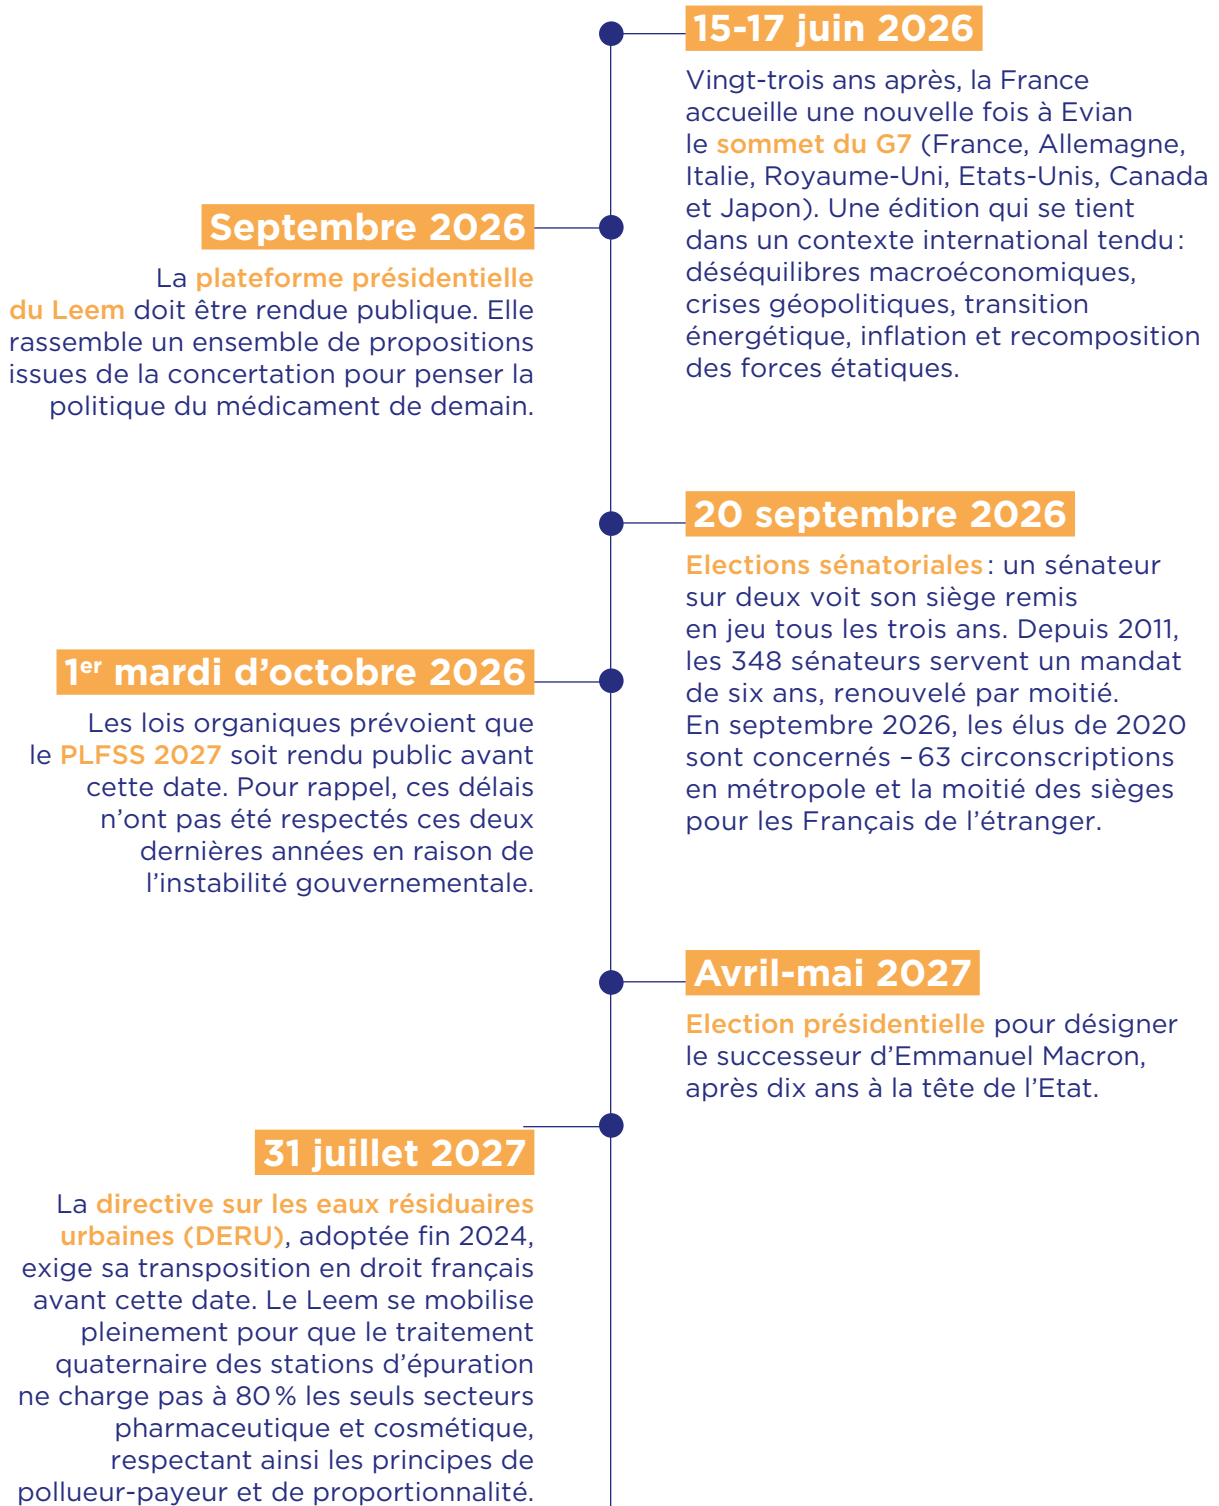 15-17 juin 2026
Vingt-trois ans après, la France
accueille une nouvelle fois à Evian
le sommet du G7 (France, Allemagne,
Italie, Royaume-Uni, Etats-Unis, Canada
et Japon). Une édition qui se tient
dans un contexte international tendu :
déséquilibres macroéconomiques,
crises géopolitiques, transition
énergétique, inflation et recomposition
des forces étatiques.
Septembre 2026
La plateforme présidentielle
du Leem doit être rendue publique. Elle
rassemble un ensemble de propositions
issues de la concertation pour penser la
politique du médicament de demain.
20 septembre 2026
Elections sénatoriales : un sénateur
sur deux voit son siège remis
en jeu tous les trois ans. Depuis 2011,
les 348 sénateurs servent un mandat
de six ans, renouvelé par moitié.
En septembre 2026, les élus de 2020
sont concernés – 63 circonscriptions
en métropole et la moitié des sièges
pour les Français de l’étranger.
1er mardi d’octobre 2026
Les lois organiques prévoient que
le PLFSS 2027 soit rendu public avant
cette date. Pour rappel, ces délais
n’ont pas été respectés ces deux
dernières années en raison de
l’instabilité gouvernementale.
Avril-mai 2027
Election présidentielle pour désigner
le successeur d’Emmanuel Macron,
après dix ans à la tête de l’Etat.
31 juillet 2027
La directive sur les eaux résiduaires
urbaines (DERU), adoptée fin 2024,
exige sa transposition en droit français
avant cette date. Le Leem se mobilise
pleinement pour que le traitement
quaternaire des stations d’épuration
ne charge pas à 80 % les seuls secteurs
pharmaceutique et cosmétique,
respectant ainsi les principes de
pollueur-payeur et de proportionnalité.